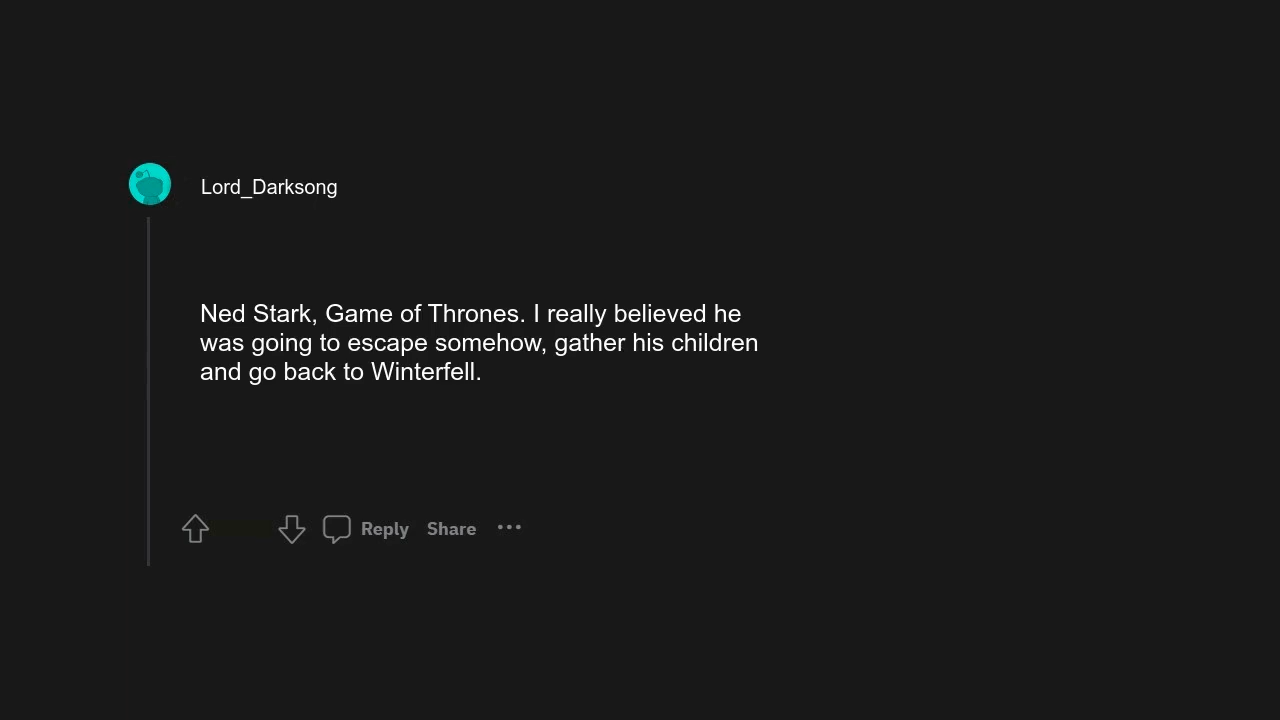 Lord_Darksong
Ned Stark, Game of Thrones. I really believed he
was going to escape somehow, gather his children
and go back to Winterfell.
Reply Share